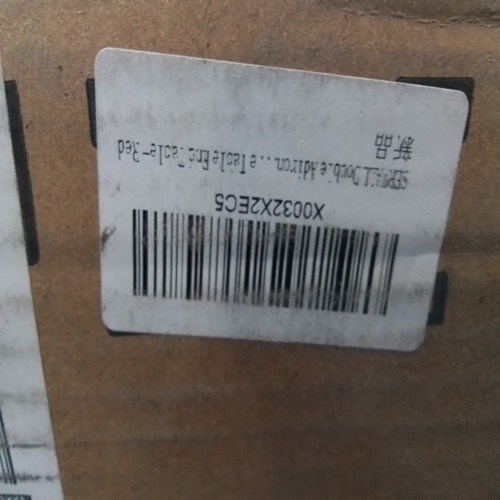 X0032X2EC5
Double Adiron...e Table End Table-Red
新品